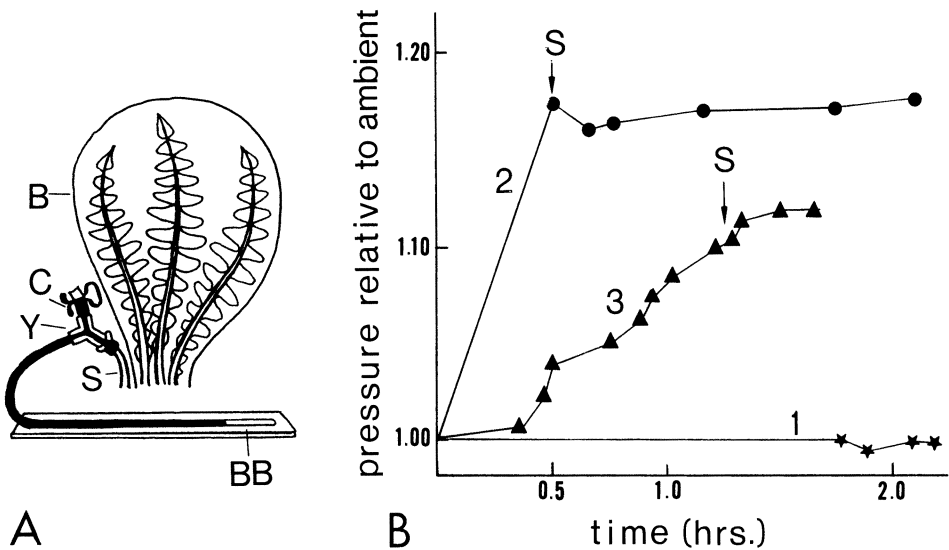 B
C
Y
S
BB
A
pressure relative to ambient
1.20
1.10
1.00
S
2
S
3
1
0.5
1.0
2.0
time (hrs.)
B